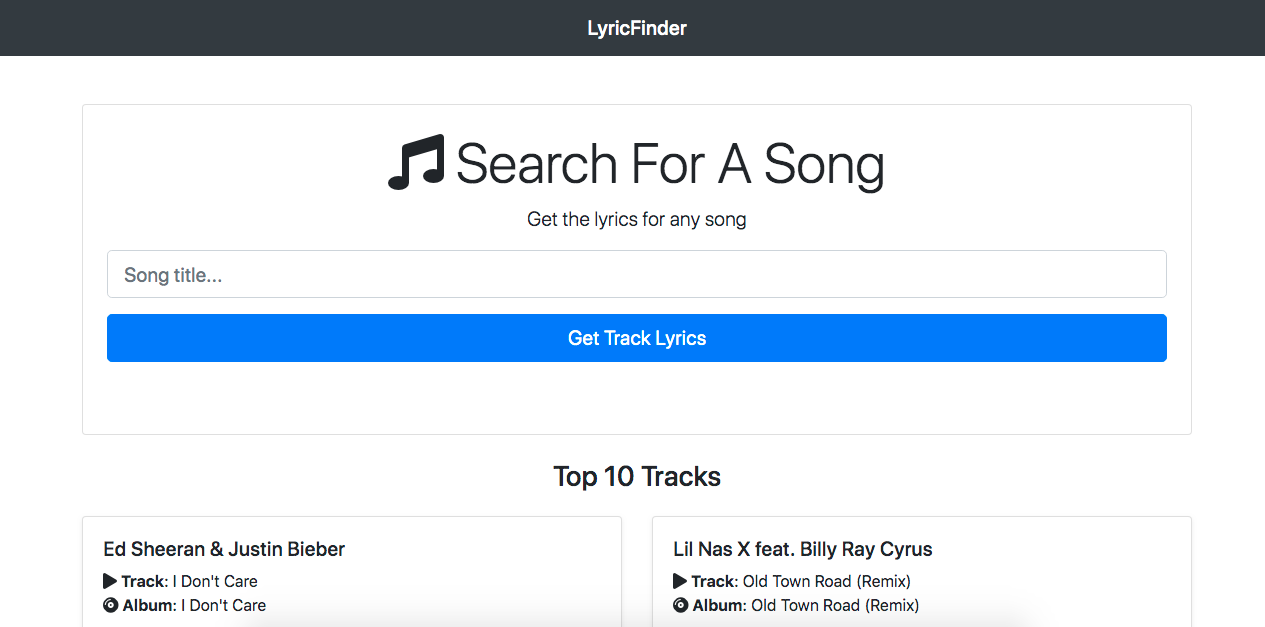 LyricFinder
Search For A Song
Get the lyrics for any song
Song title...
Get Track Lyrics
Top 10 Tracks
Ed Sheeran & Justin Bieber
Track: I Don't Care
Album: I Don't Care
Lil Nas X feat. Billy Ray Cyrus
Track: Old Town Road (Remix)
Album: Old Town Road (Remix)